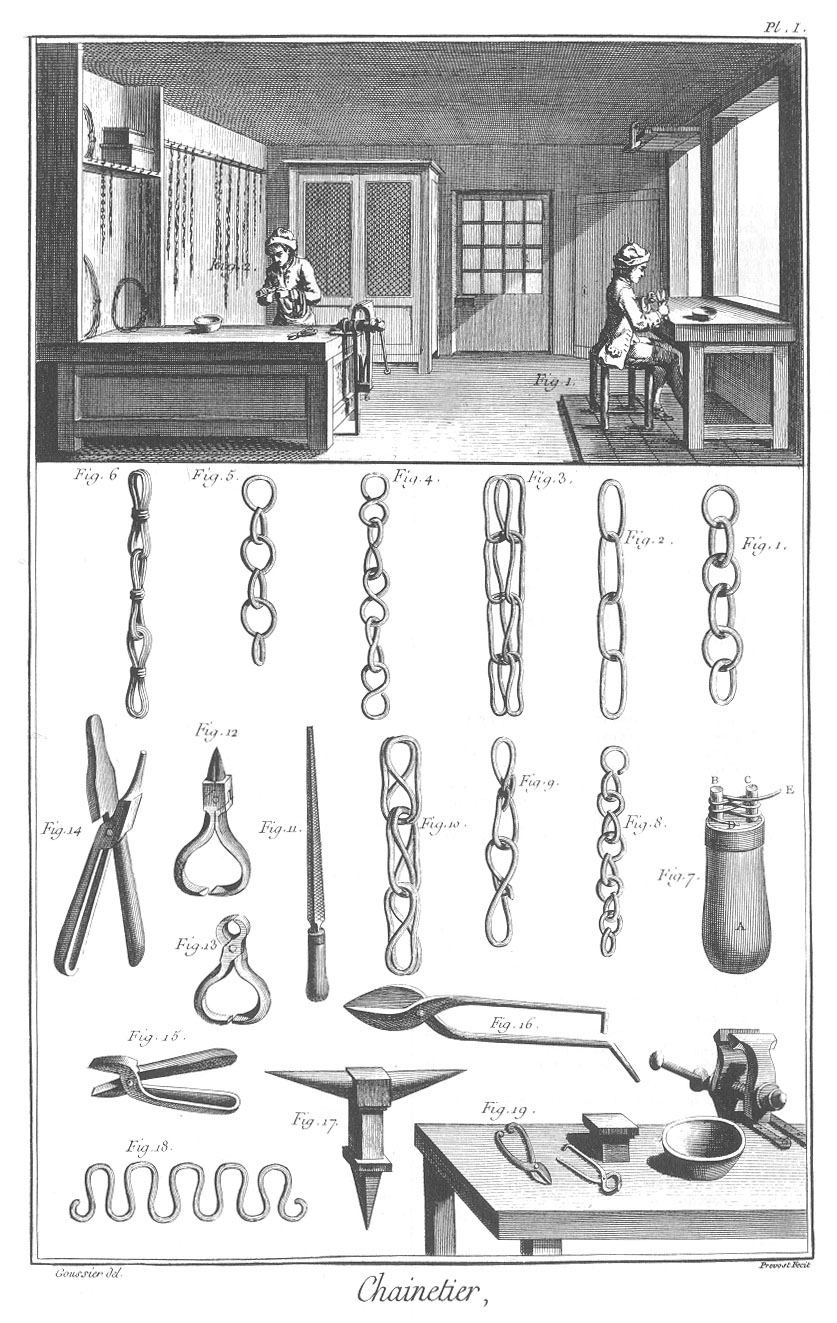 Pl. I.
Fig. 2.
Fig. 1.
Fig. 6
Fig. 5.
Fig. 4.
Fig. 3.
Fig. 2.
Fig. 1.
Fig. 12
Fig. 14
Fig. 11.
Fig. 10.
Fig. 9.
Fig. 8.
B C
E
D
Fig. 7.
A
Fig. 13
Fig. 15.
Fig. 16.
Fig. 17.
Fig. 18.
Fig. 19.
Goussier del.
Prevost Fecit
Chainetier,